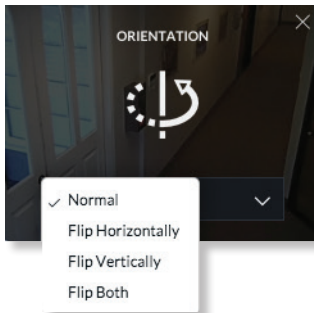 ORIENTATION
Normal
Flip Horizontally
Flip Vertically
Flip Both